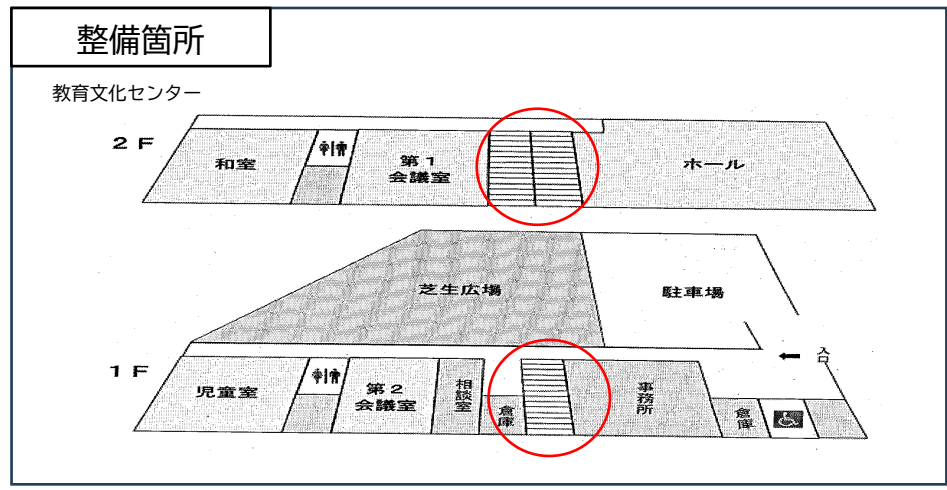 整備箇所
教育文化センター
2F
和室
第1
会議室
ホール
芝生広場
駐車場
入口
1F
児童室
第2
会議室
相談室
倉庫
事務所
倉庫